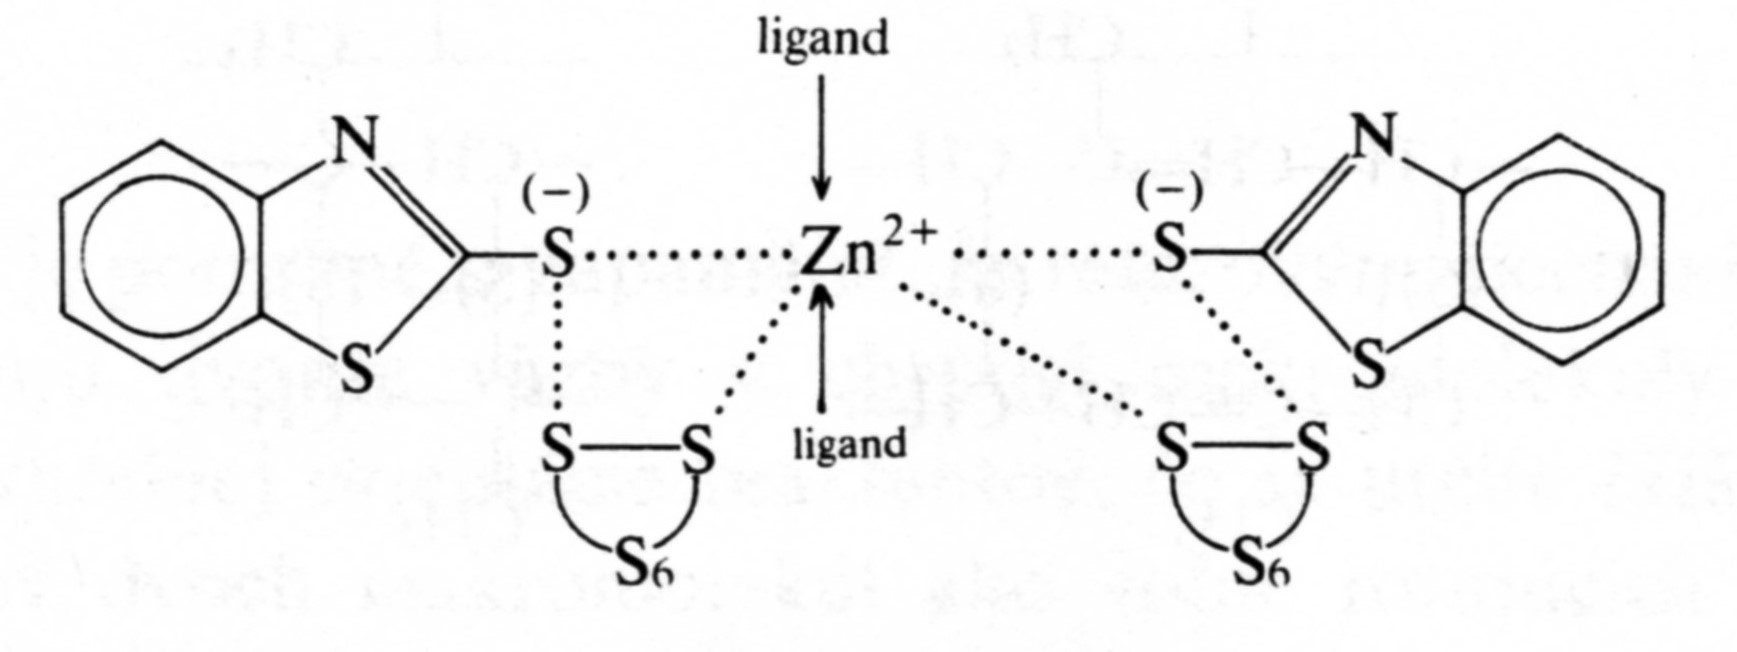 ligand
N N
(−) (−)
S Zn2+ S
S S
S S ligand S S
S6 S6